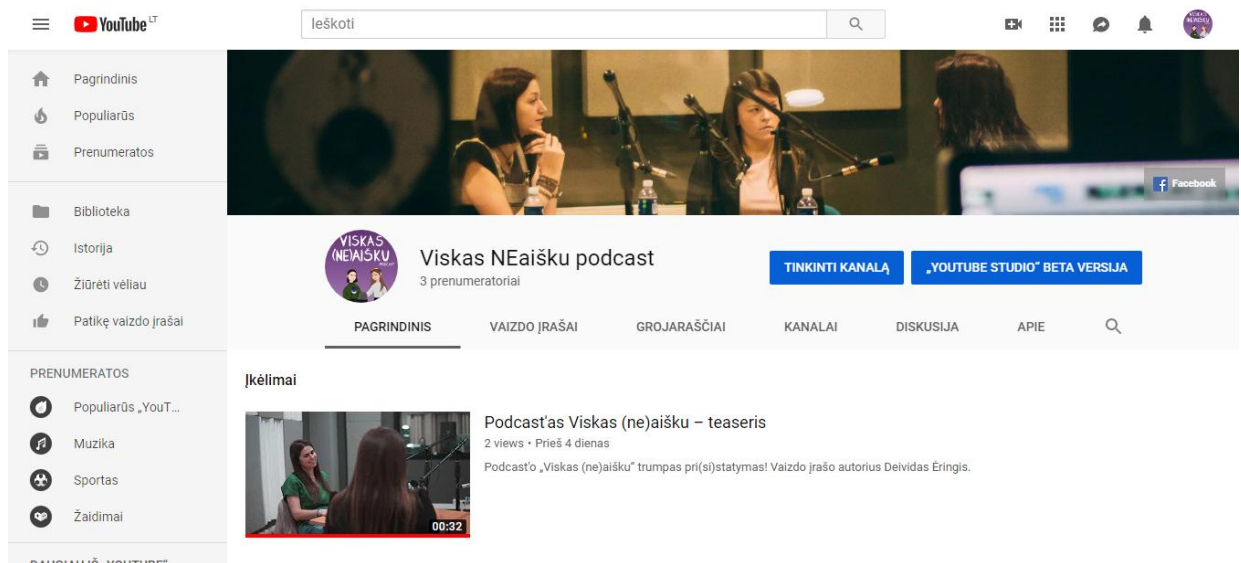 YouTube LT
Ieškoti
Pagrindinis
Populiarūs
Prenumeratos
Biblioteka
Istorija
Žiūrėti vėliau
Patikę vaizdo įrašai
PRENUMERATOS
Populiarūs „YouT...
Muzika
Sportas
Žaidimai
Facebook
VISKAS
(NE)AIŠKU
PODCAST
Viskas NEaišku podcast
3 prenumeratoriai
TINKINTI KANALĄ
„YOUTUBE STUDIO“ BETA VERSIJA
PAGRINDINIS VAIZDO ĮRAŠAI GROJARAŠČIAI KANALAI DISKUSIJA APIE
Įkėlimai
Podcast'as Viskas (ne)aišku – teaseris
2 views • Prieš 4 dienas
Podcast'o „Viskas (ne)aišku“ trumpas pri(si)statymas! Vaizdo įrašo autorius Deividas Ėringis.
00:32